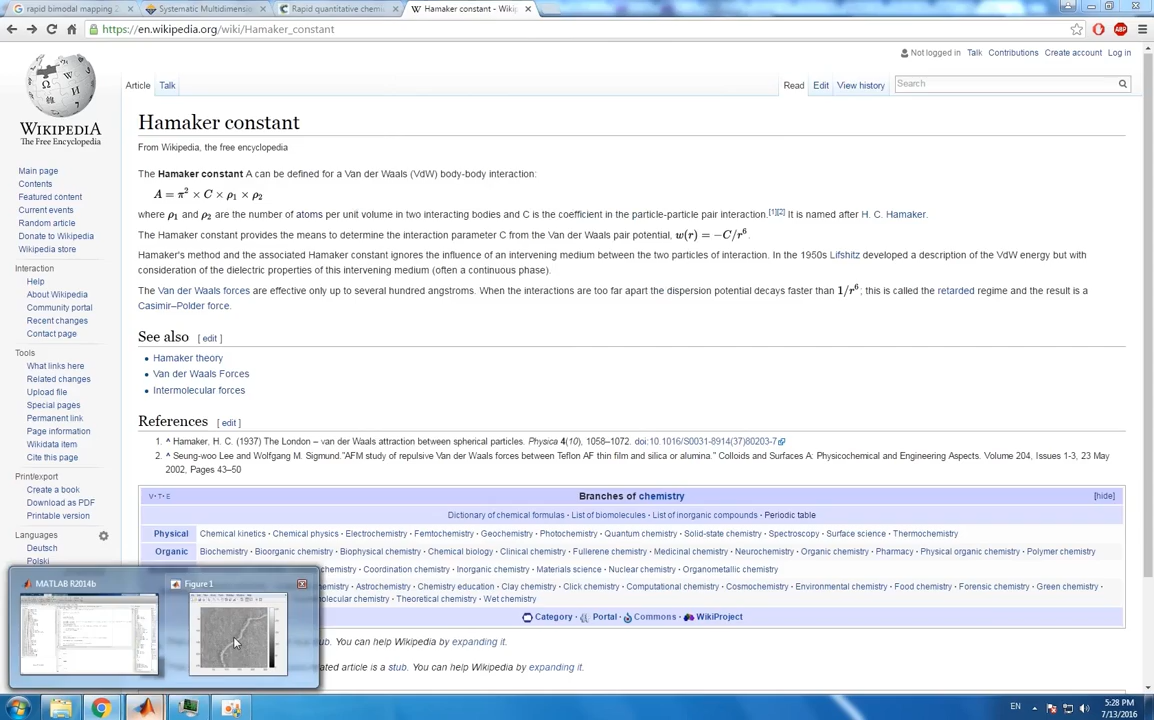 rapid bimodal mapping
Systematic Multidimensio
Rapid quantitative chemi
Hamaker constant - Wikip
https://en.wikipedia.org/wiki/Hamaker_constant
Not logged in Talk Contributions Create account Log in
Article Talk
Read Edit View history
Search
WIKIPEDIA
The Free Encyclopedia
Main page
Contents
Featured content
Current events
Random article
Donate to Wikipedia
Wikipedia store
Interaction
Help
About Wikipedia
Community portal
Recent changes
Contact page
Tools
What links here
Related changes
Upload file
Special pages
Permanent link
Page information
Wikidata item
Cite this page
Print/export
Create a book
Download as PDF
Printable version
Languages
Deutsch
Polski
Hamaker constant
From Wikipedia, the free encyclopedia
The Hamaker constant A can be defined for a Van der Waals (VdW) body-body interaction:
A = π² × C × ρ₁ × ρ₂
where ρ₁ and ρ₂ are the number of atoms per unit volume in two interacting bodies and C is the coefficient in the particle-particle pair interaction.[1][2] It is named after H. C. Hamaker.
The Hamaker constant provides the means to determine the interaction parameter C from the Van der Waals pair potential, w(r) = −C/r⁶.
Hamaker's method and the associated Hamaker constant ignores the influence of an intervening medium between the two particles of interaction. In the 1950s Lifshitz developed a description of the VdW energy but with
consideration of the dielectric properties of this intervening medium (often a continuous phase).
The Van der Waals forces are effective only up to several hundred angstroms. When the interactions are too far apart the dispersion potential decays faster than 1/r⁶; this is called the retarded regime and the result is a
Casimir–Polder force.
See also [ edit ]
Hamaker theory
Van der Waals Forces
Intermolecular forces
References [ edit ]
1. ^ Hamaker, H. C. (1937) The London – van der Waals attraction between spherical particles. Physica 4(10), 1058–1072. doi:10.1016/S0031-8914(37)80203-7
2. ^ Seung-woo Lee and Wolfgang M. Sigmund."AFM study of repulsive Van der Waals forces between Teflon AF thin film and silica or alumina." Colloids and Surfaces A: Physicochemical and Engineering Aspects. Volume 204, Issues 1-3, 23 May
2002, Pages 43–50
V·T·E Branches of chemistry [hide]
Dictionary of chemical formulas · List of biomolecules · List of inorganic compounds · Periodic table
Physical Chemical kinetics · Chemical physics · Electrochemistry · Femtochemistry · Geochemistry · Photochemistry · Quantum chemistry · Solid-state chemistry · Spectroscopy · Surface science · Thermochemistry
Organic Biochemistry · Bioorganic chemistry · Biophysical chemistry · Chemical biology · Clinical chemistry · Fullerene chemistry · Medicinal chemistry · Neurochemistry · Organic chemistry · Pharmacy · Physical organic chemistry · Polymer chemistry
chemistry · Coordination chemistry · Inorganic chemistry · Materials science · Nuclear chemistry · Organometallic chemistry
chemistry · Astrochemistry · Chemistry education · Clay chemistry · Click chemistry · Computational chemistry · Cosmochemistry · Environmental chemistry · Food chemistry · Forensic chemistry · Green chemistry ·
molecular chemistry · Theoretical chemistry · Wet chemistry
Category · Portal · Commons · WikiProject
stub. You can help Wikipedia by expanding it.
ated article is a stub. You can help Wikipedia by expanding it.
MATLAB R2014b
Figure 1
EN
5:28 PM
7/13/2016